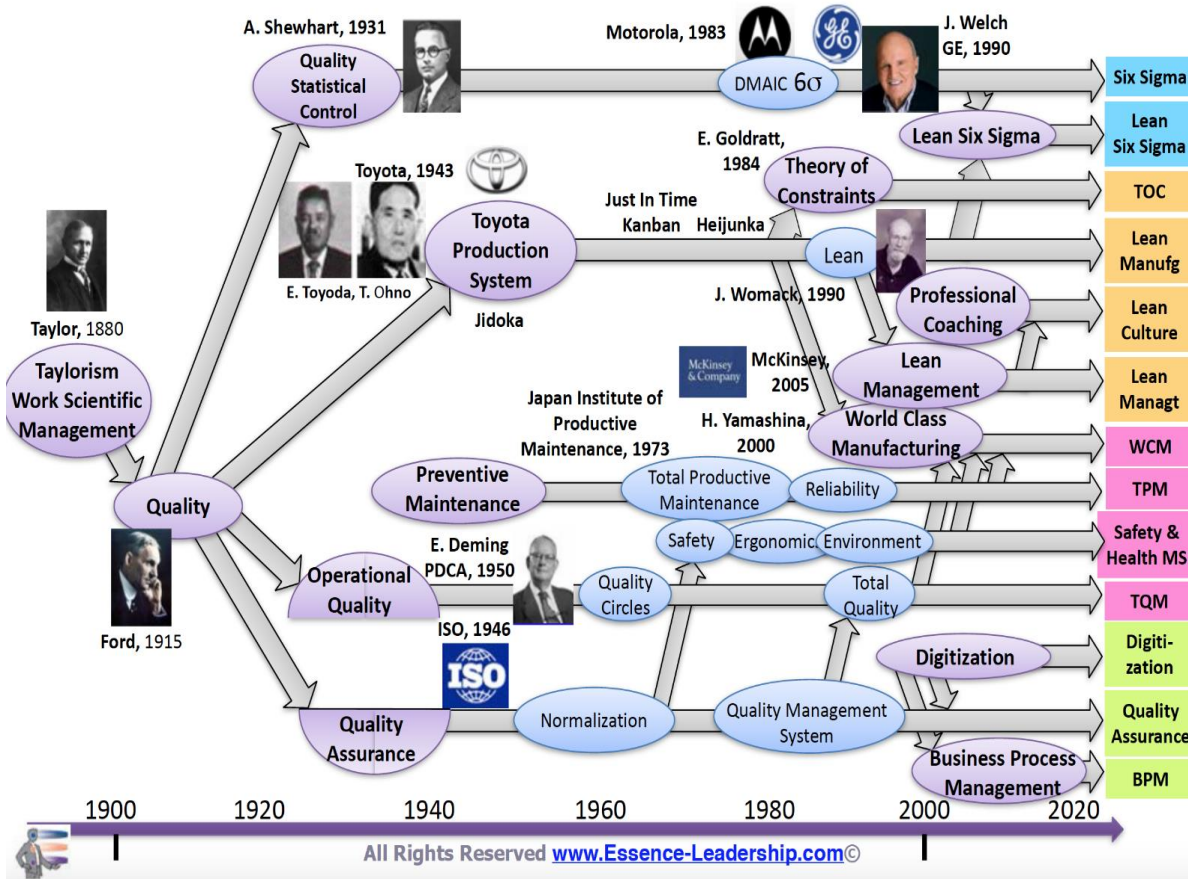 A. Shewhart, 1931
Quality
Statistical
Control
Motorola, 1983
DMAIC 6σ
J. Welch
GE, 1990
Six Sigma
Lean Six Sigma
Lean
Six Sigma
E. Goldratt,
1984
Theory of
Constraints
TOC
Toyota, 1943
Toyota
Production
System
Jidoka
E. Toyoda, T. Ohno
Just In Time
Kanban
Heijunka
Lean
J. Womack, 1990
Lean
Manufg
Professional
Coaching
Lean
Culture
Taylor, 1880
Taylorism
Work Scientific
Management
McKinsey
& Company
McKinsey,
2005
Lean
Management
Lean
Managt
Japan Institute of
Productive
Maintenance, 1973
H. Yamashina,
2000
World Class
Manufacturing
WCM
Preventive
Maintenance
Total Productive
Maintenance
Reliability
TPM
Quality
Ford, 1915
Safety
Ergonomic
Environment
Safety &
Health MS
Operational
Quality
E. Deming
PDCA, 1950
Quality
Circles
Total
Quality
TQM
ISO, 1946
ISO
Digitization
Digiti-
zation
Quality
Assurance
Normalization
Quality Management
System
Quality
Assurance
Business Process
Management
BPM
1900
1920
1940
1960
1980
2000
2020
All Rights Reserved www.Essence-Leadership.com©